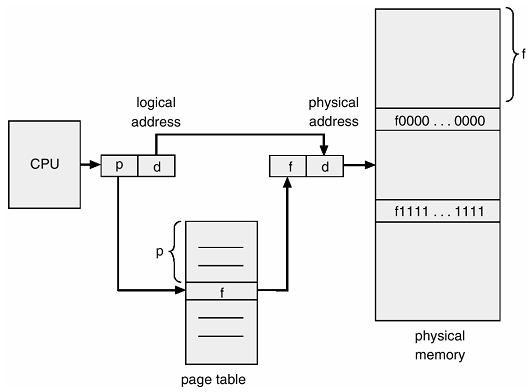 logical
address
physical
address
f
f0000 . . . 0000
CPU
p
d
f
d
f1111 . . . 1111
p
f
physical
memory
page table